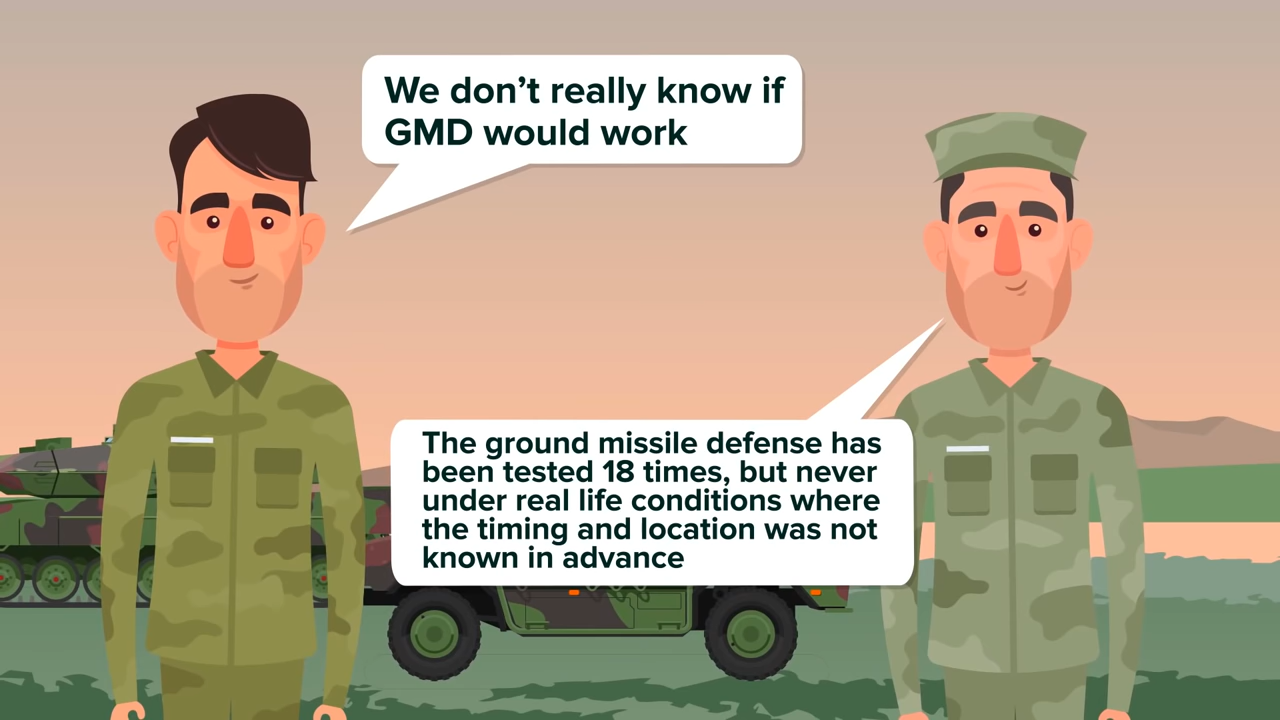 We don't really know if
GMD would work
The ground missile defense has
been tested 18 times, but never
under real life conditions where
the timing and location was not
known in advance